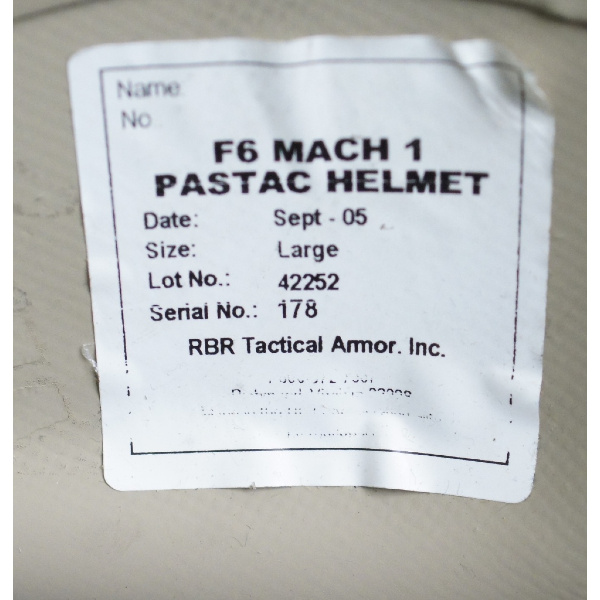 Name
No
F6 MACH 1
PASTAC HELMET
Date: Sept - 05
Size: Large
Lot No.: 42252
Serial No.: 178
RBR Tactical Armor. Inc.